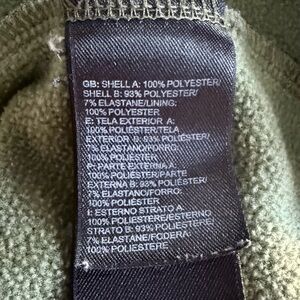 GB: SHELL A: 100% POLYESTER/
SHELL B: 93% POLYESTER/
7% ELASTANE/LINING:
100% POLYESTER
E: TELA EXTERIOR A:
100% POLIÉSTER/TELA
EXTERIOR B: 93% POLIÉSTER/
7% ELASTANO/FORRO:
100% POLIÉSTER
P: PARTE EXTERNA A:
100% POLIÉSTER/PARTE
EXTERNA B: 93% POLIÉSTER/
7% ELASTANO/FORRO:
100% POLIÉSTER
I: ESTERNO STRATO A:
100% POLIESTERE/ESTERNO
STRATO B: 93% POLIESTERE/
7% ELASTAN/FODERA:
100% POLIESTERE